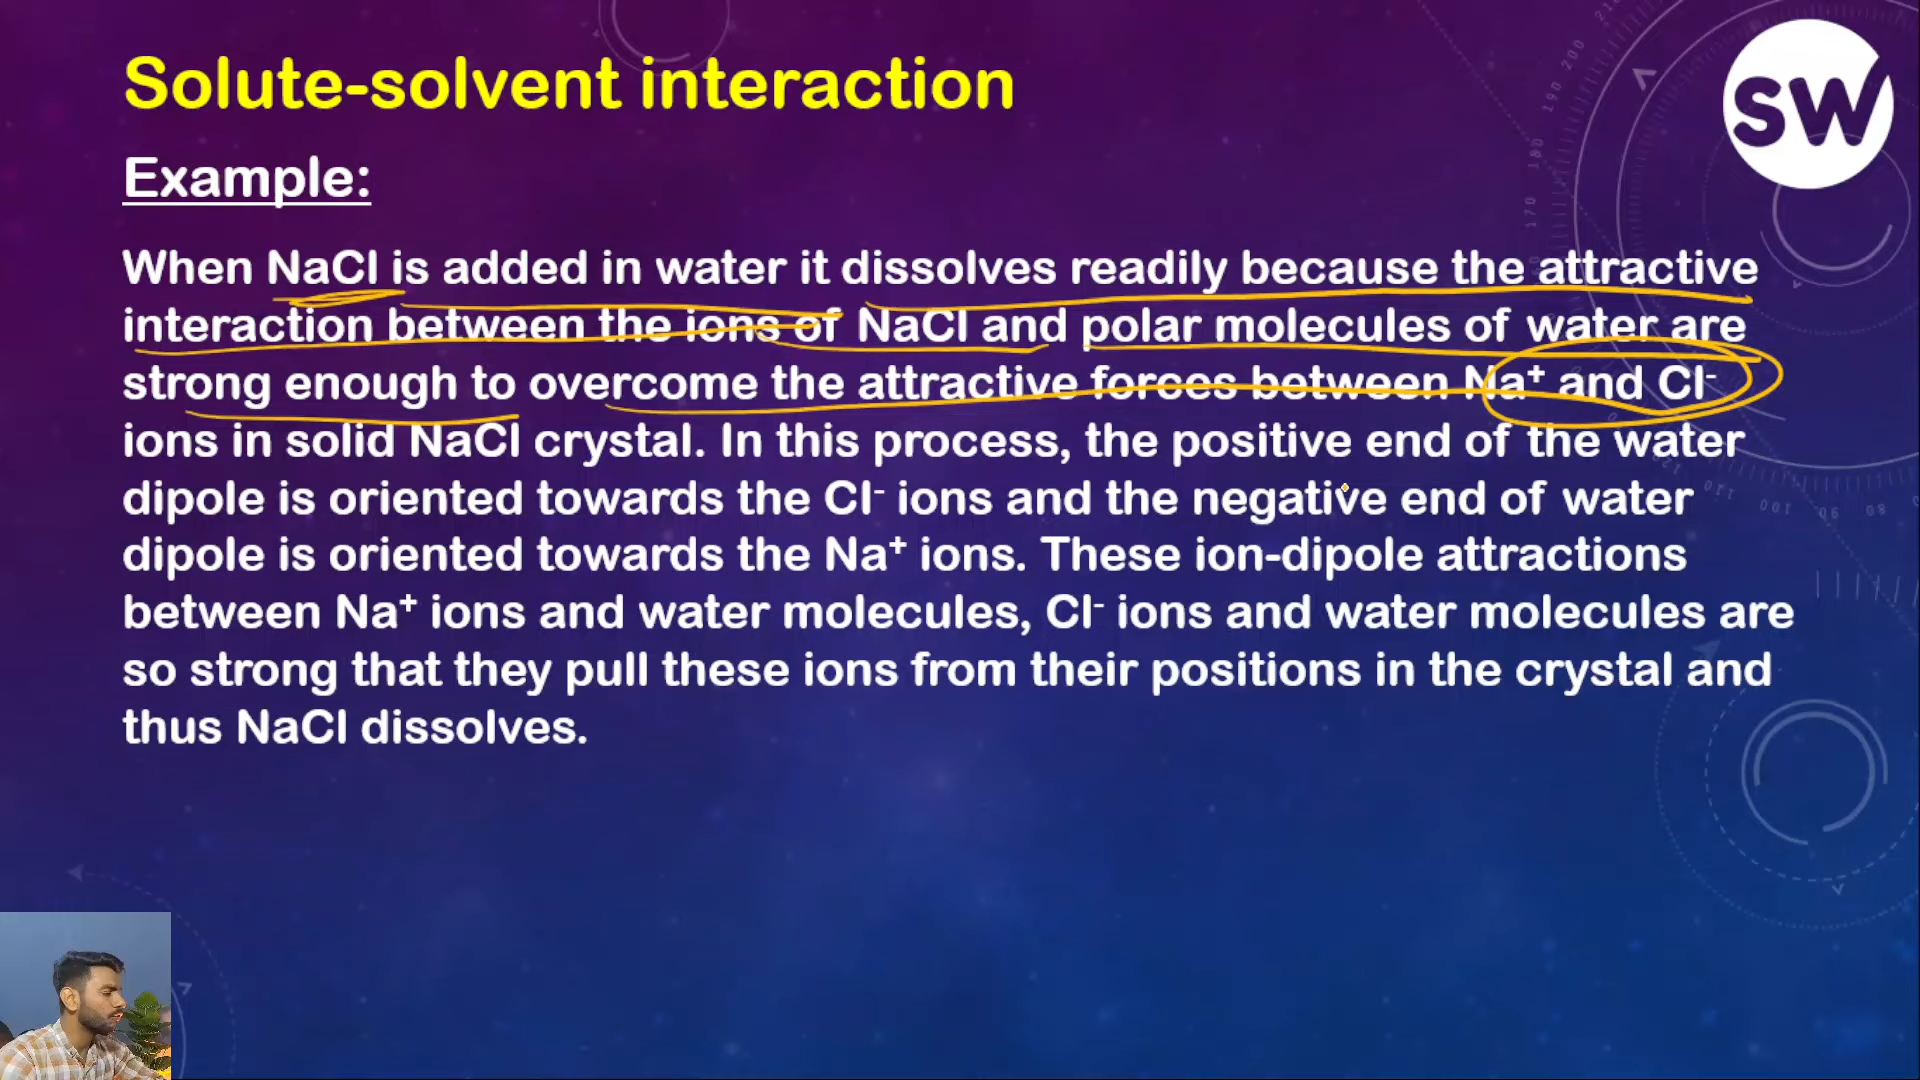 Solute-solvent interaction
SW
Example:
When NaCl is added in water it dissolves readily because the attractive
interaction between the ions of NaCl and polar molecules of water are
strong enough to overcome the attractive forces between Na⁺ and Cl⁻
ions in solid NaCl crystal. In this process, the positive end of the water
dipole is oriented towards the Cl⁻ ions and the negative end of water
dipole is oriented towards the Na⁺ ions. These ion-dipole attractions
between Na⁺ ions and water molecules, Cl⁻ ions and water molecules are
so strong that they pull these ions from their positions in the crystal and
thus NaCl dissolves.